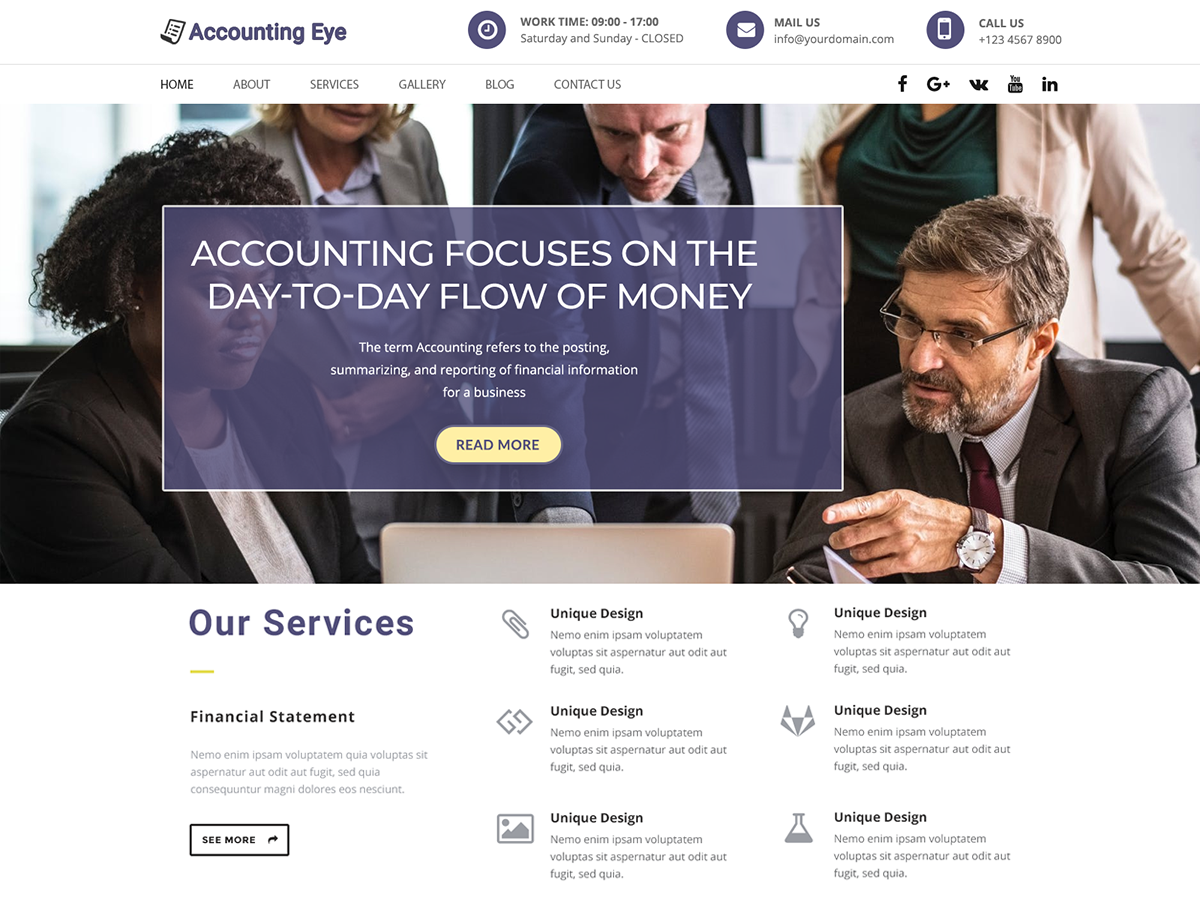 Accounting Eye
WORK TIME: 09:00 - 17:00
Saturday and Sunday - CLOSED
MAIL US
info@yourdomain.com
CALL US
+123 4567 8900
HOME ABOUT SERVICES GALLERY BLOG CONTACT US
You
Tube
ACCOUNTING FOCUSES ON THE
DAY-TO-DAY FLOW OF MONEY
The term Accounting refers to the posting,
summarizing, and reporting of financial information
for a business
READ MORE
Our Services
Financial Statement
Nemo enim ipsam voluptatem quia voluptas sit
aspernatur aut odit aut fugit, sed quia
consequuntur magni dolores eos nesciunt.
SEE MORE
Unique Design
Nemo enim ipsam voluptatem
voluptas sit aspernatur aut odit aut
fugit, sed quia.
Unique Design
Nemo enim ipsam voluptatem
voluptas sit aspernatur aut odit aut
fugit, sed quia.
Unique Design
Nemo enim ipsam voluptatem
voluptas sit aspernatur aut odit aut
fugit, sed quia.
Unique Design
Nemo enim ipsam voluptatem
voluptas sit aspernatur aut odit aut
fugit, sed quia.
Unique Design
Nemo enim ipsam voluptatem
voluptas sit aspernatur aut odit aut
fugit, sed quia.
Unique Design
Nemo enim ipsam voluptatem
voluptas sit aspernatur aut odit aut
fugit, sed quia.